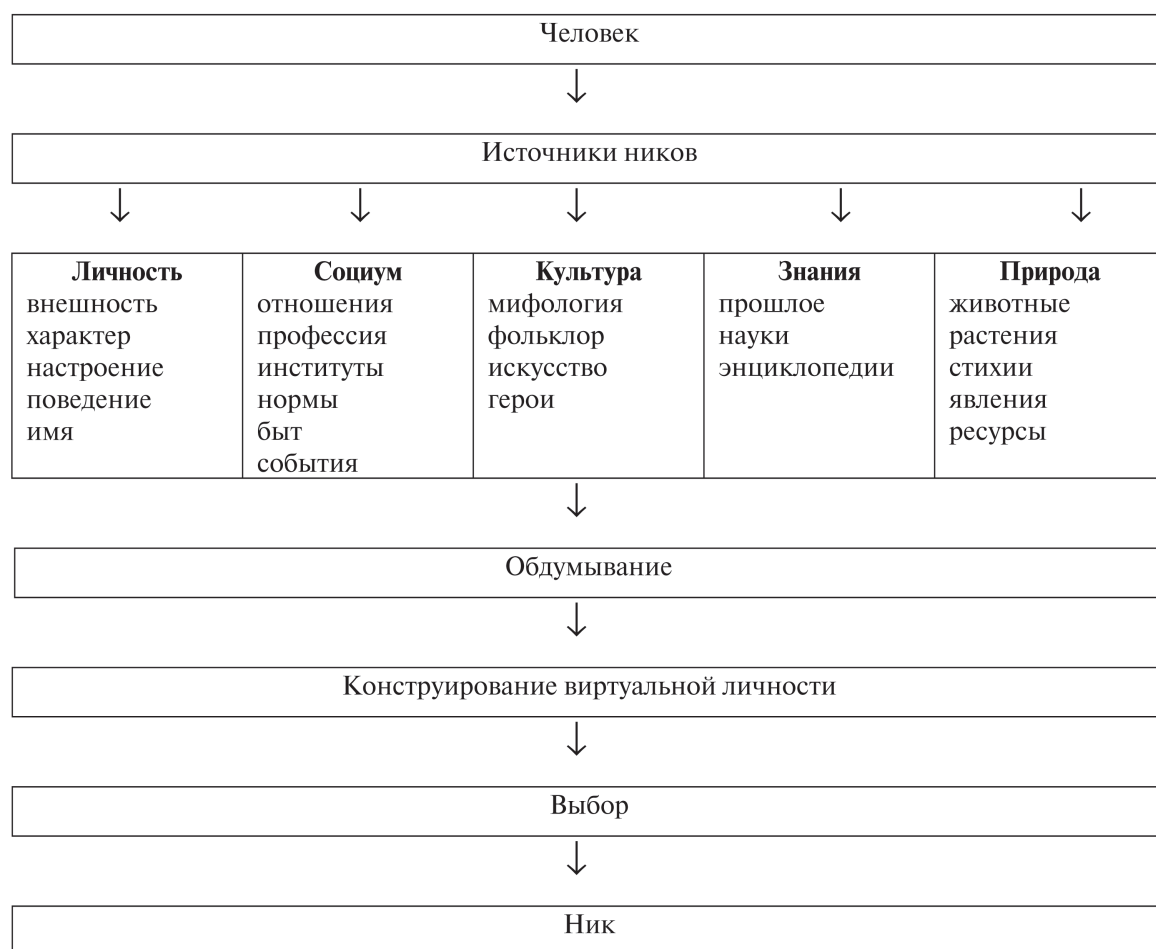 Человек
Источники ников
Личность
внешность
характер
настроение
поведение
имя
Социум
отношения
профессия
институты
нормы
быт
события
Культура
мифология
фольклор
искусство
герои
Знания
прошлое
науки
энциклопедии
Природа
животные
растения
стихии
явления
ресурсы
Обдумывание
Конструирование виртуальной личности
Выбор
Ник